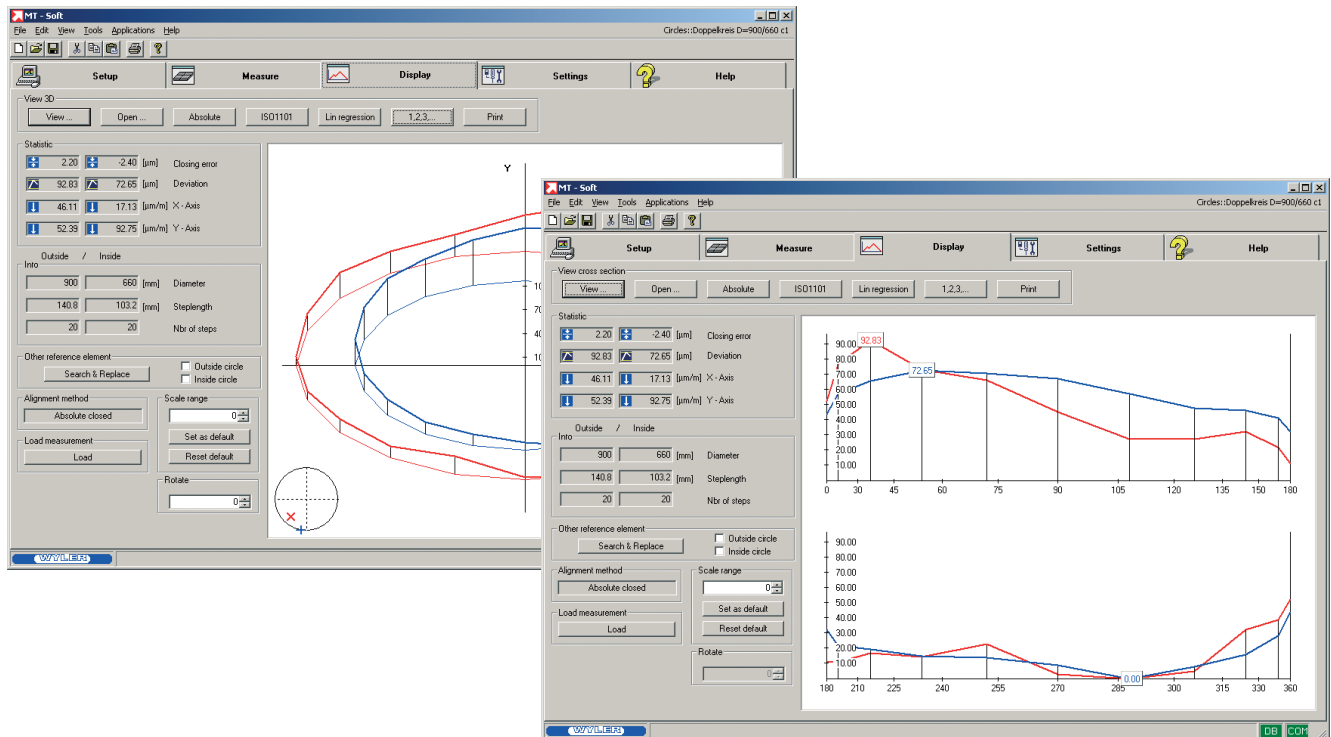 MT - Soft
File Edit View Tools Applications Help Circles::Doppelkreis D=900/660 c1
Setup Measure Display Settings Help
View 3D
View ... Open ... Absolute ISO1101 Lin regression 1,2,3,... Print
Statistic
2.20 -2.40 [µm] Closing error
92.83 72.65 [µm] Deviation
46.11 17.13 [µm/m] X - Axis
52.39 92.75 [µm/m] Y - Axis
Outside / Inside
Into
900 660 [mm] Diameter
140.8 103.2 [mm] Steplength
20 20 Nbr of steps
Other reference element
Search & Replace
Outside circle
Inside circle
Alignment method
Absolute closed
Scale range
0
Set as default
Reset default
Load measurement
Load
Rotate
0
Y
WYLER
MT - Soft
File Edit View Tools Applications Help Circles::Doppelkreis D=900/660 c1
Setup Measure Display Settings Help
View cross section
View ... Open ... Absolute ISO1101 Lin regression 1,2,3,... Print
Statistic
2.20 -2.40 [µm] Closing error
92.83 72.65 [µm] Deviation
46.11 17.13 [µm/m] X - Axis
52.39 92.75 [µm/m] Y - Axis
Outside / Inside
Into
900 660 [mm] Diameter
140.8 103.2 [mm] Steplength
20 20 Nbr of steps
Other reference element
Search & Replace
Outside circle
Inside circle
Alignment method
Absolute closed
Scale range
0
Set as default
Reset default
Load measurement
Load
Rotate
0
90.00 92.83
80.00
70.00 72.65
60.00
50.00
40.00
30.00
20.00
10.00
0 30 45 60 75 90 105 120 135 150 180
90.00
80.00
70.00
60.00
50.00
40.00
30.00
20.00
10.00
0.00
180 210 225 240 255 270 285 300 315 330 360
WYLER
DB COM